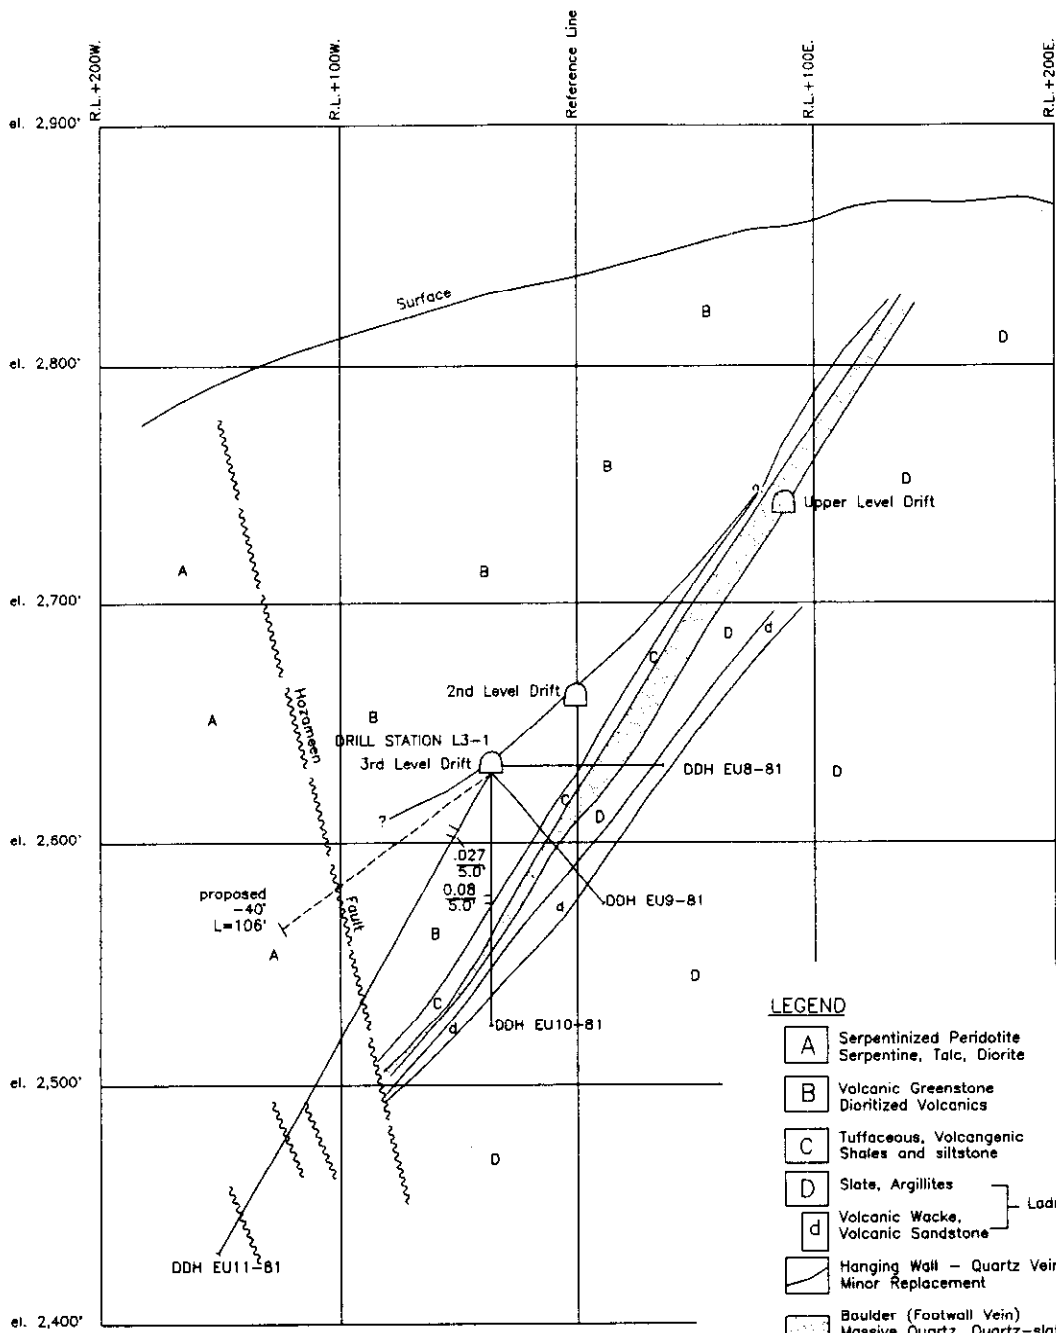 R.L.+200W.
R.L.+100W.
Reference Line
R.L.+100E.
R.L.+200E.
el. 2,900'
Surface
B
D
el. 2,800'
B
D
?
Upper Level Drift
A
B
el. 2,700'
D
d
C
2nd Level Drift
A
Hozameen
B
DRILL STATION L3-1
3rd Level Drift
DDH EU8-81
D
C
D
?
el. 2,600'
.027
5.0'
0.08
5.0'
proposed
-40°
L=106'
Fault
DDH EU9-81
d
B
A
D
C
d
DDH EU10-81
el. 2,500'
D
DDH EU11-81
el. 2,400'
LEGEND
A Serpentinized Peridotite
Serpentine, Talc, Diorite
B Volcanic Greenstone
Dioritized Volcanics
C Tuffaceous, Volcangenic
Shales and siltstone
D Slate, Argillites
d Volcanic Wacke,
Volcanic Sandstone
Hanging Wall - Quartz Vein
Minor Replacement
Boulder (Footwall Vein)
Massive Quartz, Quartz-slat